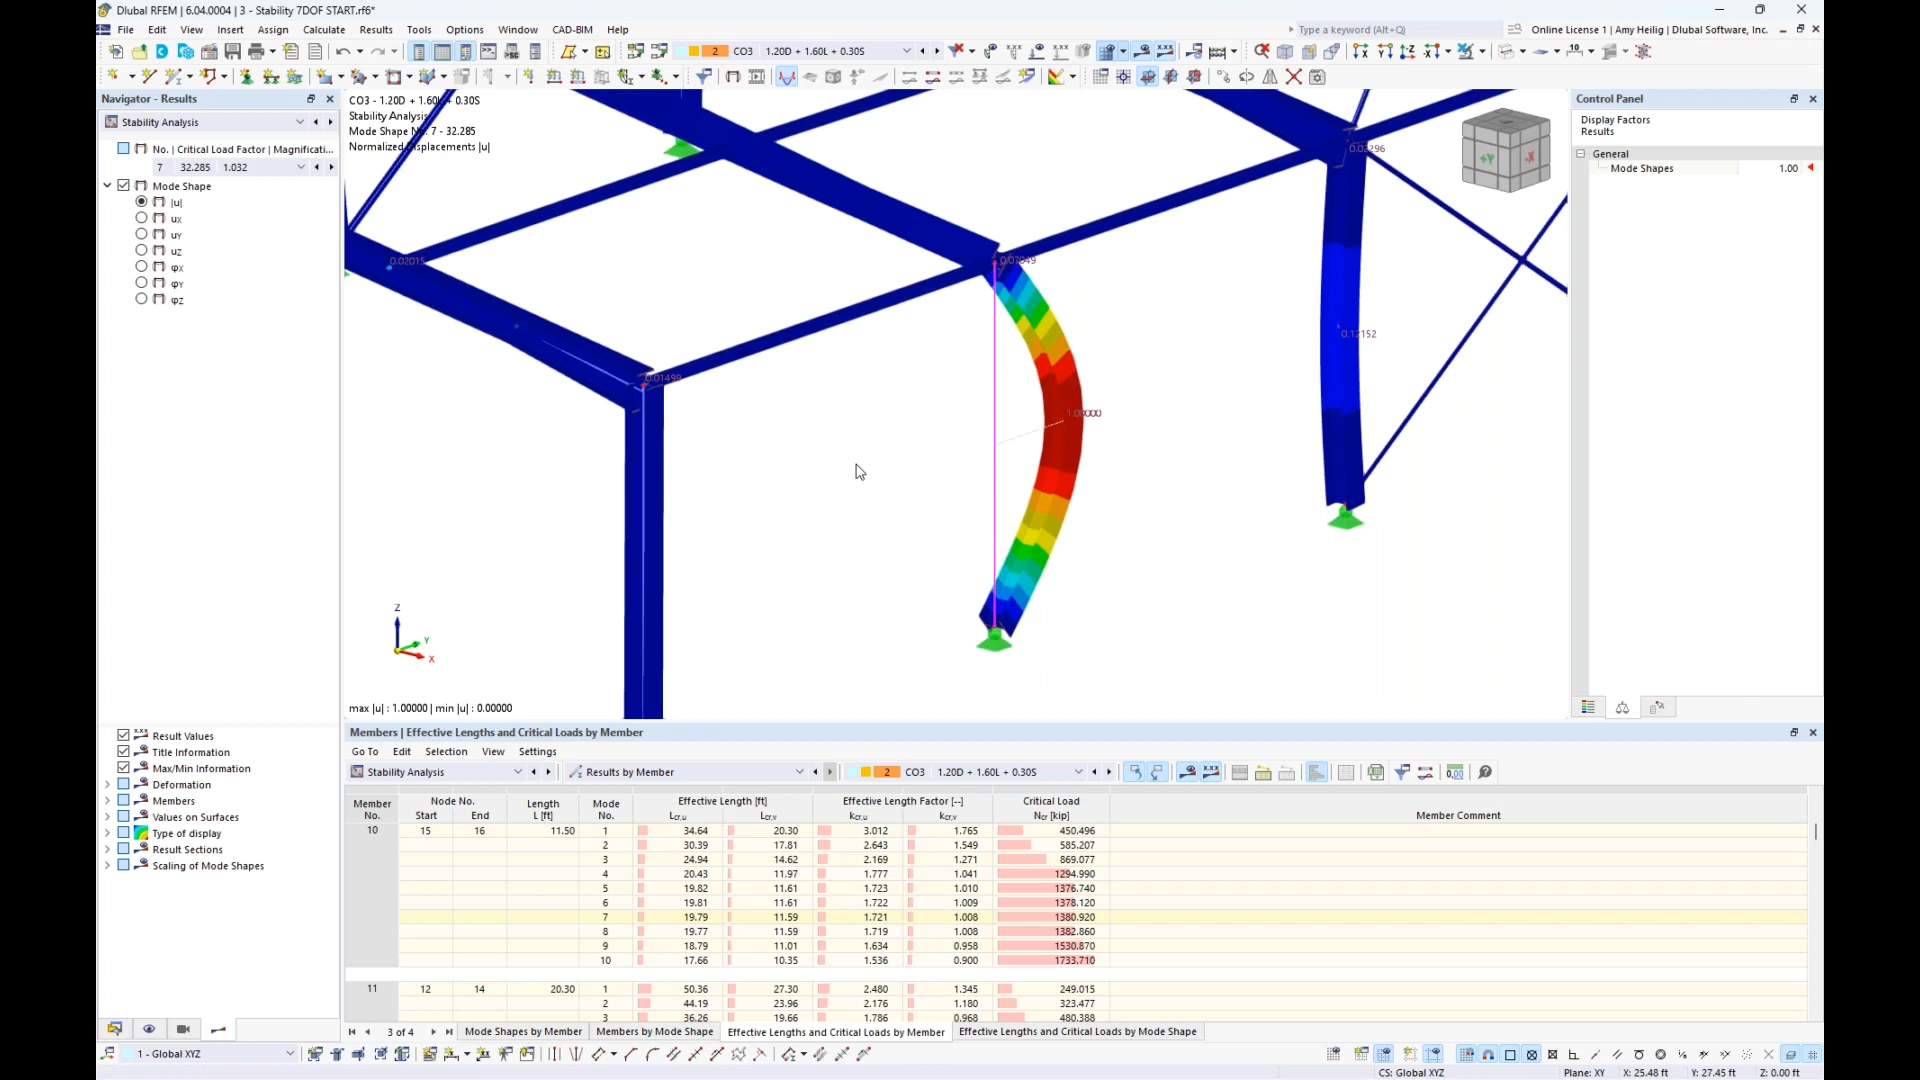 Dlubal RFEM | 6.04.0004 | 3 - Stability 7DOF START.rf6*
File Edit View Insert Assign Calculate Results Tools Options Window CAD-BIM Help
Type a keyword (Alt+Q)
Online License 1 | Amy Heilig | Dlubal Software, Inc.
2 CO3 1.20D + 1.60L + 0.30S
Navigator - Results
Stability Analysis
No. | Critical Load Factor | Magnificati...
7 32.285 1.032
Mode Shape
|u|
uX
uY
uZ
φX
φY
φZ
Result Values
Title Information
Max/Min Information
Deformation
Members
Values on Surfaces
Type of display
Result Sections
Scaling of Mode Shapes
CO3 - 1.20D + 1.60L + 0.30S
Stability Analysis
Mode Shape No. 7 - 32.285
Normalized Displacements |u|
0.02296
0.02015
0.07049
0.12152
0.01499
1.00000
+Y -X
Z
Y
X
max |u| : 1.00000 | min |u| : 0.00000
Control Panel
Display Factors
Results
General
Mode Shapes 1.00
Members | Effective Lengths and Critical Loads by Member
Go To Edit Selection View Settings
Stability Analysis Results by Member 2 CO3 1.20D + 1.60L + 0.30S
Member Node No. Length Mode Effective Length [ft] Effective Length Factor [--] Critical Load
No. Start End L [ft] No. Lcr,u Lcr,v kcr,u kcr,v Ncr [kip] Member Comment
10 15 16 11.50 1 34.64 20.30 3.012 1.765 450.496
2 30.39 17.81 2.643 1.549 585.207
3 24.94 14.62 2.169 1.271 869.077
4 20.43 11.97 1.777 1.041 1294.990
5 19.82 11.61 1.723 1.010 1376.740
6 19.81 11.61 1.722 1.009 1378.120
7 19.79 11.59 1.721 1.008 1380.920
8 19.77 11.59 1.719 1.008 1382.860
9 18.79 11.01 1.634 0.958 1530.870
10 17.66 10.35 1.536 0.900 1733.710
11 12 14 20.30 1 50.36 27.30 2.480 1.345 249.015
2 44.19 23.96 2.176 1.180 323.477
3 36.26 19.66 1.786 0.968 480.388
3 of 4 Mode Shapes by Member Members by Mode Shape Effective Lengths and Critical Loads by Member Effective Lengths and Critical Loads by Mode Shape
1 - Global XYZ
CS: Global XYZ Plane: XY X: 25.48 ft Y: 27.45 ft Z: 0.00 ft